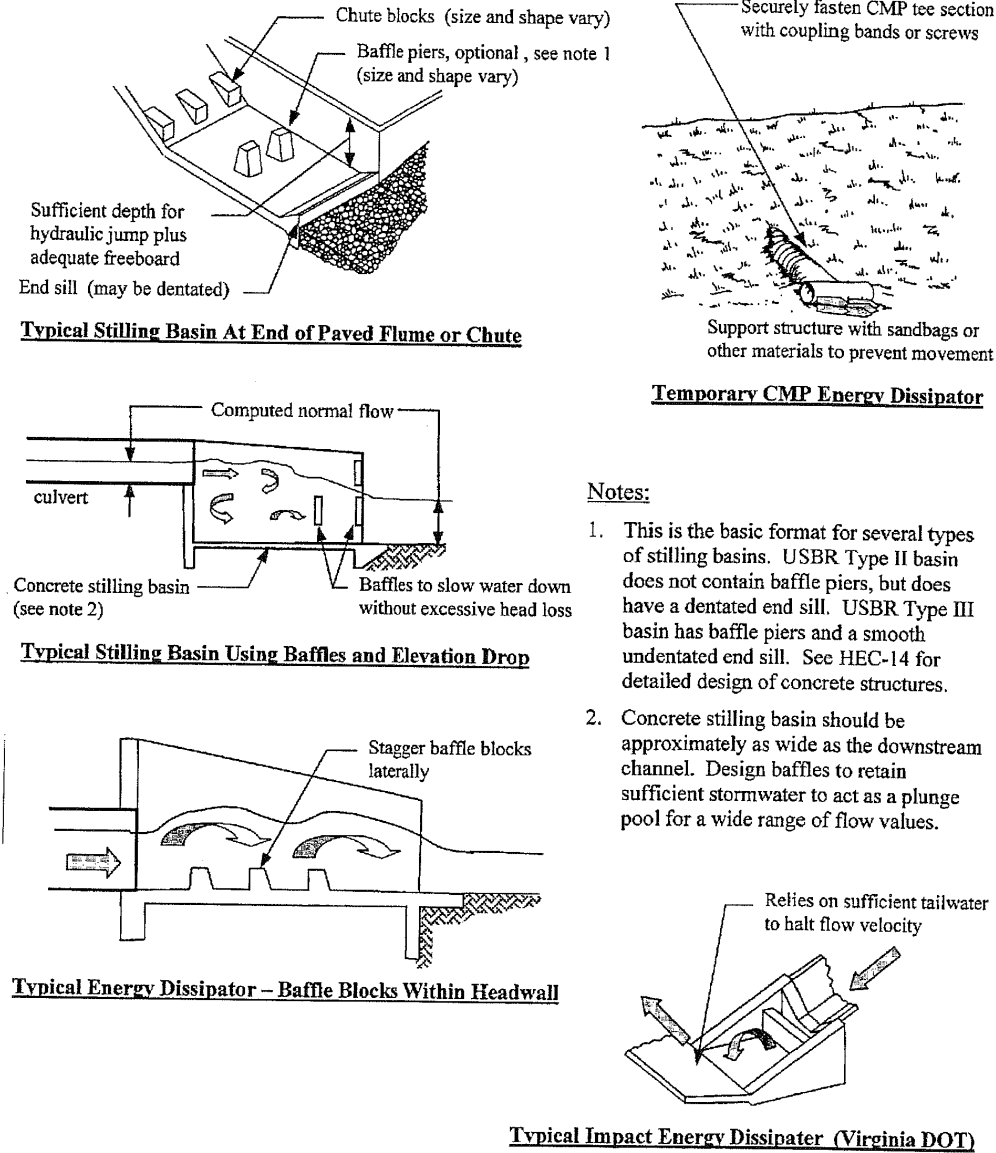 Chute blocks (size and shape vary)
Baffle piers, optional , see note 1
(size and shape vary)
Sufficient depth for
hydraulic jump plus
adequate freeboard
End sill (may be dentated)
Typical Stilling Basin At End of Paved Flume or Chute
Securely fasten CMP tee section
with coupling bands or screws
Support structure with sandbags or
other materials to prevent movement
Temporary CMP Energy Dissipator
Computed normal flow
culvert
Concrete stilling basin
(see note 2)
Baffles to slow water down
without excessive head loss
Typical Stilling Basin Using Baffles and Elevation Drop
Stagger baffle blocks
laterally
Typical Energy Dissipator – Baffle Blocks Within Headwall
Notes:
1. This is the basic format for several types
of stilling basins. USBR Type II basin
does not contain baffle piers, but does
have a dentated end sill. USBR Type III
basin has baffle piers and a smooth
undentated end sill. See HEC-14 for
detailed design of concrete structures.
2. Concrete stilling basin should be
approximately as wide as the downstream
channel. Design baffles to retain
sufficient stormwater to act as a plunge
pool for a wide range of flow values.
Relies on sufficient tailwater
to halt flow velocity
Typical Impact Energy Dissipater (Virginia DOT)